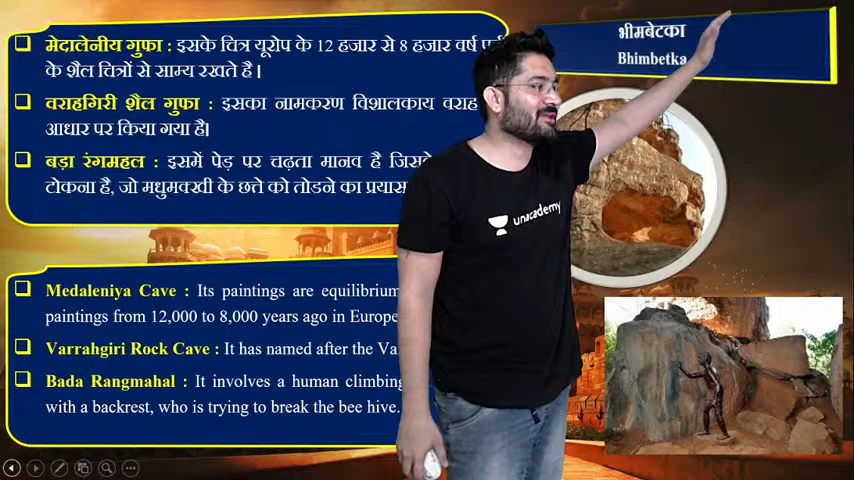 मेदालेनीय गुफा : इसके चित्र यूरोप के 12 हजार से 8 हजार वर्ष
के शैल चित्रों से साम्य रखते है ।
वराहगिरी शैल गुफा : इसका नामकरण विशालकाय वराह
आधार पर किया गया है।
बड़ा रंगमहल : इसमें पेड़ पर चढ़ता मानव है
टोकना है, जो मधुमक्खी के छत्ते को तोडने का
भीमबेटका
Bhimbetka
unacademy
Medaleniya Cave : Its paintings are equilibrium
paintings from 12,000 to 8,000 years ago in Europe
Varrahgiri Rock Cave : It has named after the
Bada Rangmahal : It involves a human climbing
with a backrest, who is trying to break the bee hive.